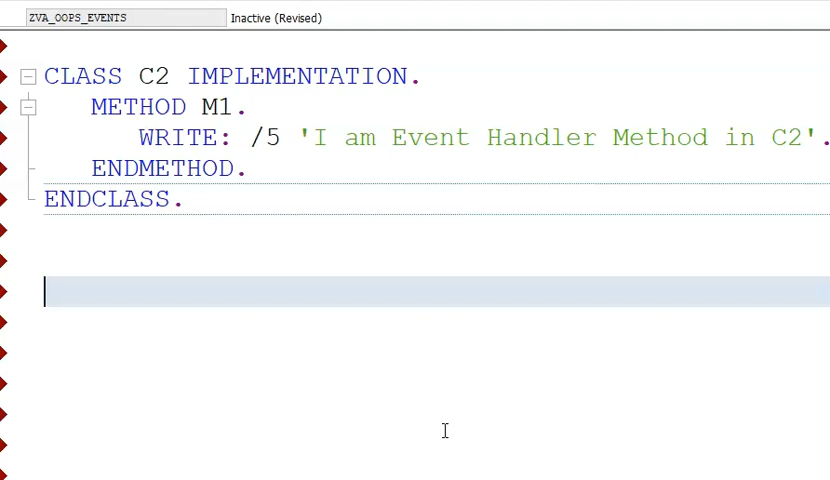 ZVA_OOPS_EVENTS Inactive (Revised)
CLASS C2 IMPLEMENTATION.
METHOD M1.
WRITE: /5 'I am Event Handler Method in C2'.
ENDMETHOD.
ENDCLASS.